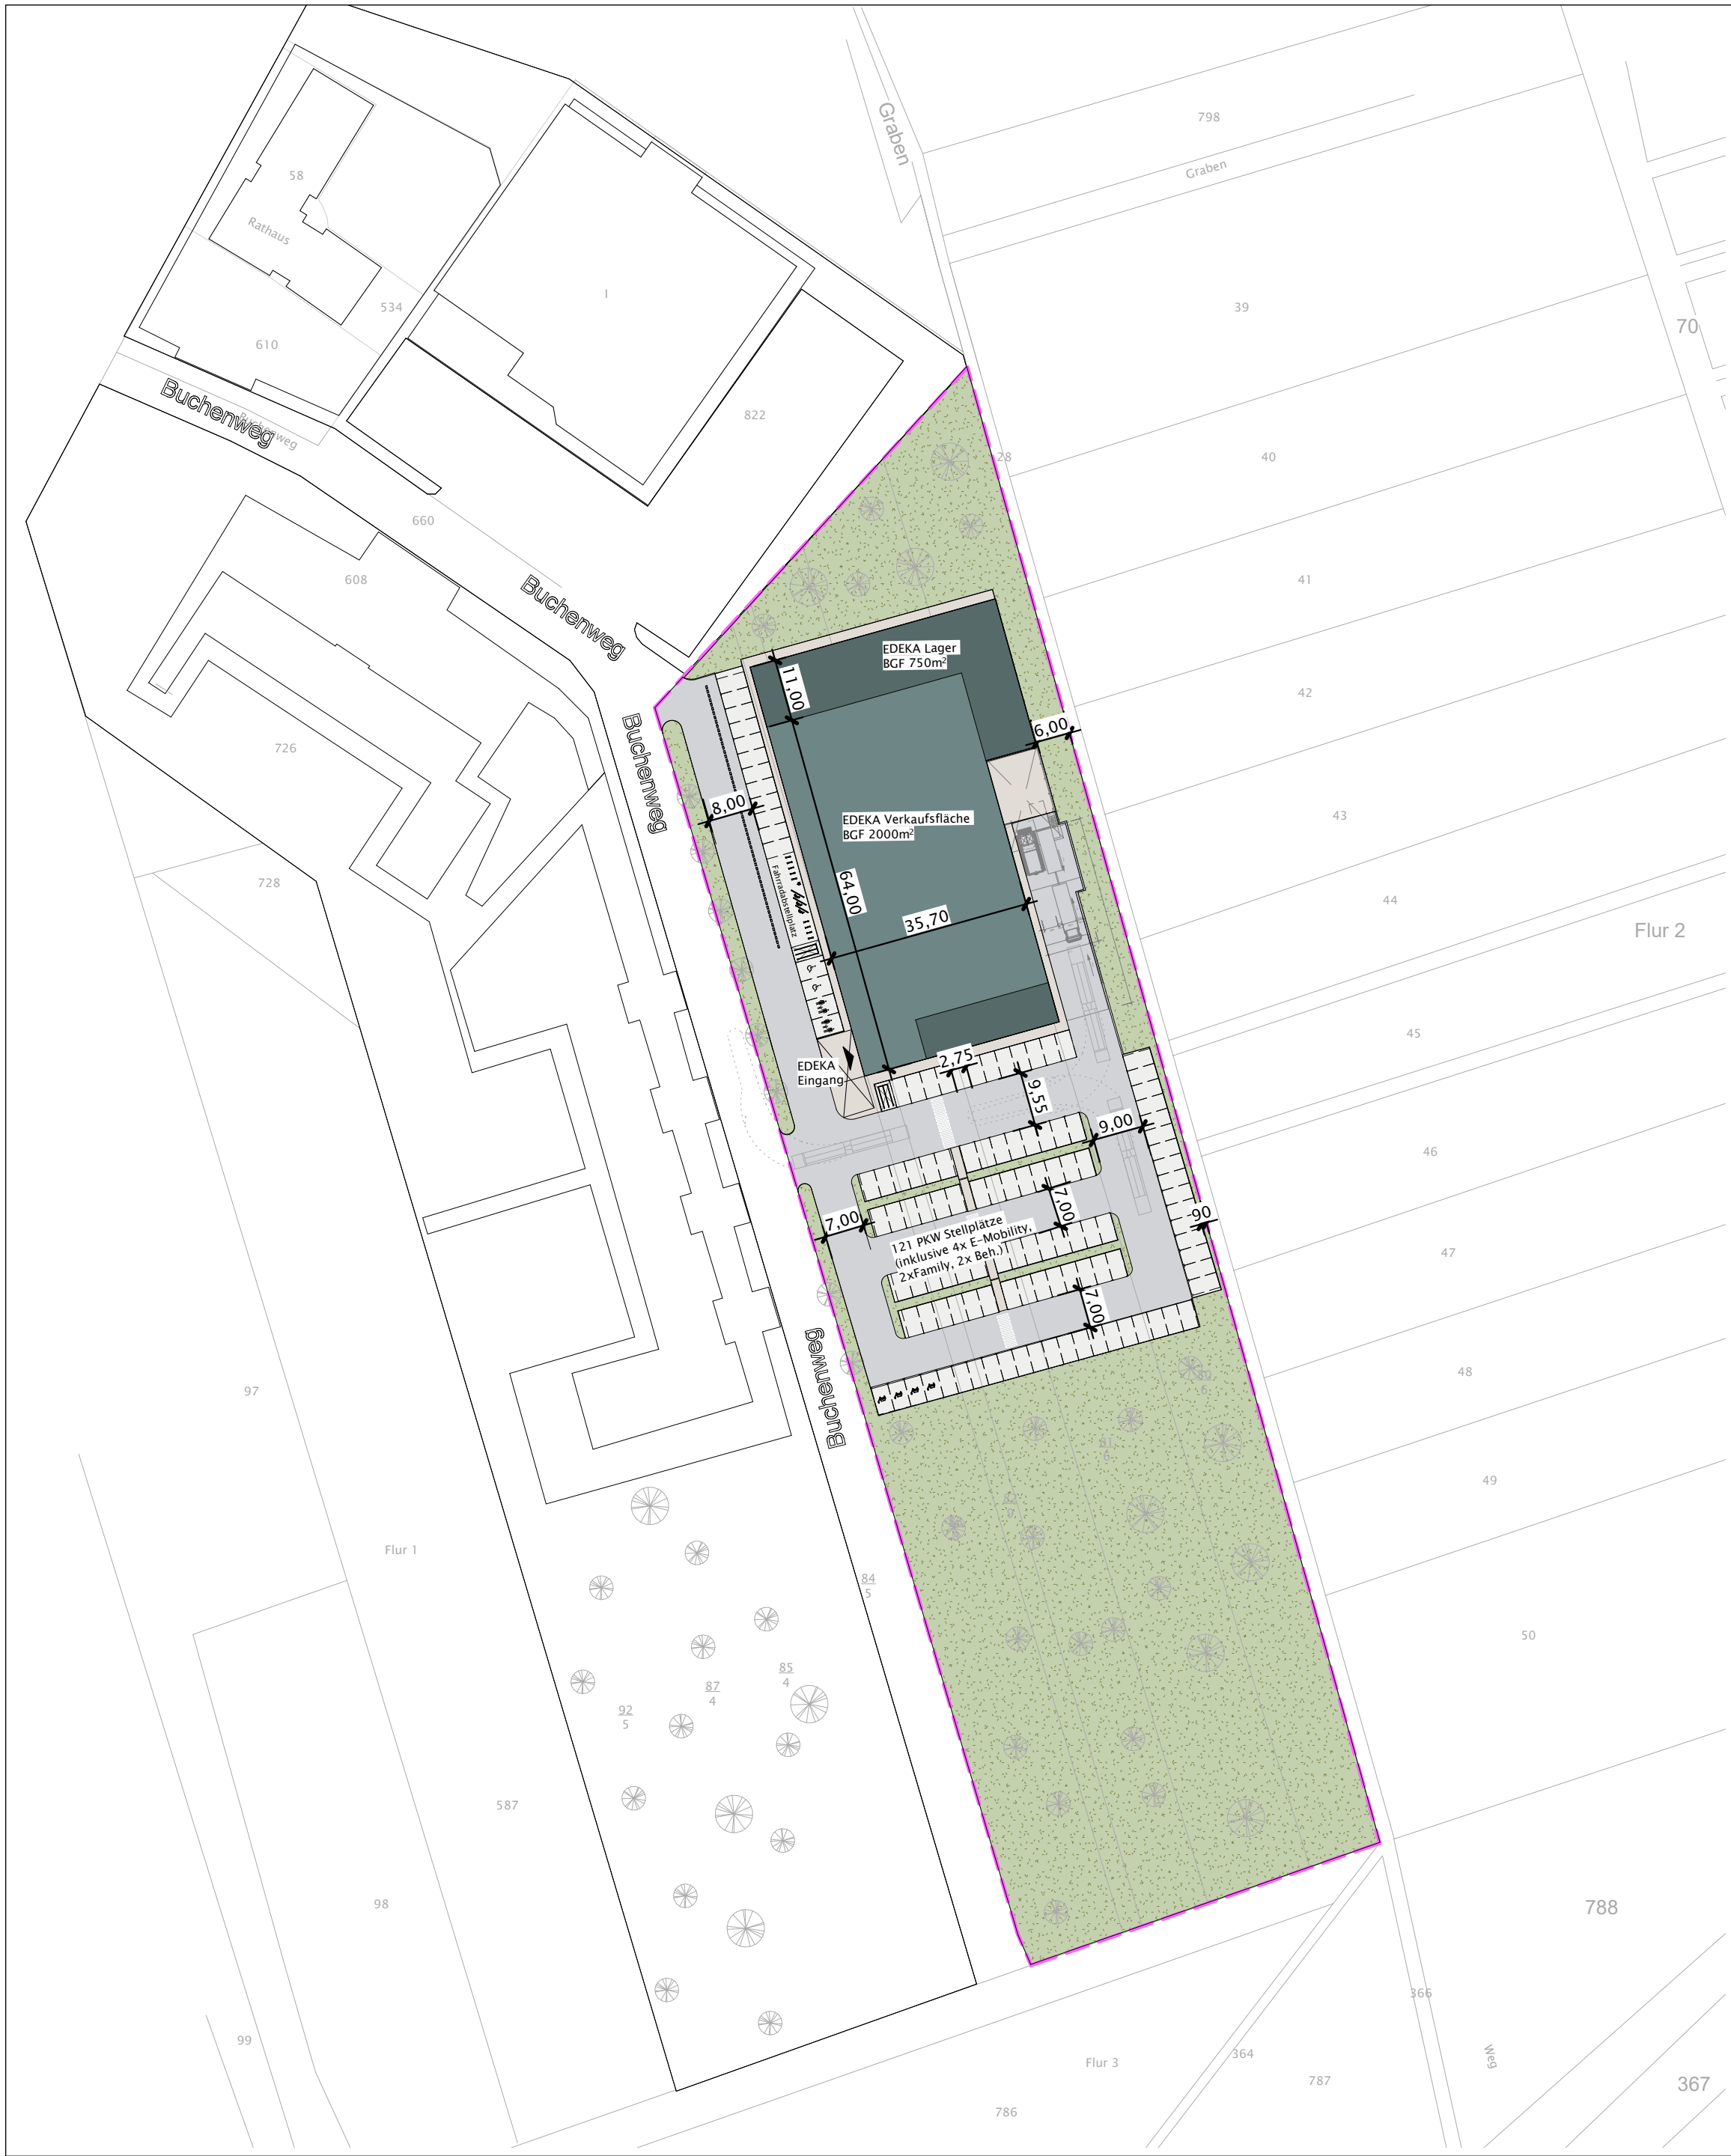 Graben
798
Graben
58
Rathaus
534
610
I
39
70
Buchenweg
Buchenweg
822
28
40
660
Buchenweg
608
41
EDEKA Lager
BGF 750m²
11,00
42
6,00
Buchenweg
726
8,00
EDEKA Verkaufsfläche
BGF 2000m²
43
728
Fahrradabstellplatz
64,00
35,70
44
Flur 2
45
EDEKA
Eingang
2,75
9,55
9,00
46
7,00
7,00
90
121 PKW Stellplätze
(inklusive 4x E-Mobility,
2xFamily, 2x Beh.)
47
7,00
Buchenweg
48
97
49
Flur 1
84
5
50
85
4
87
4
92
5
587
98
788
366
99
Weg
Flur 3
364
787
367
786